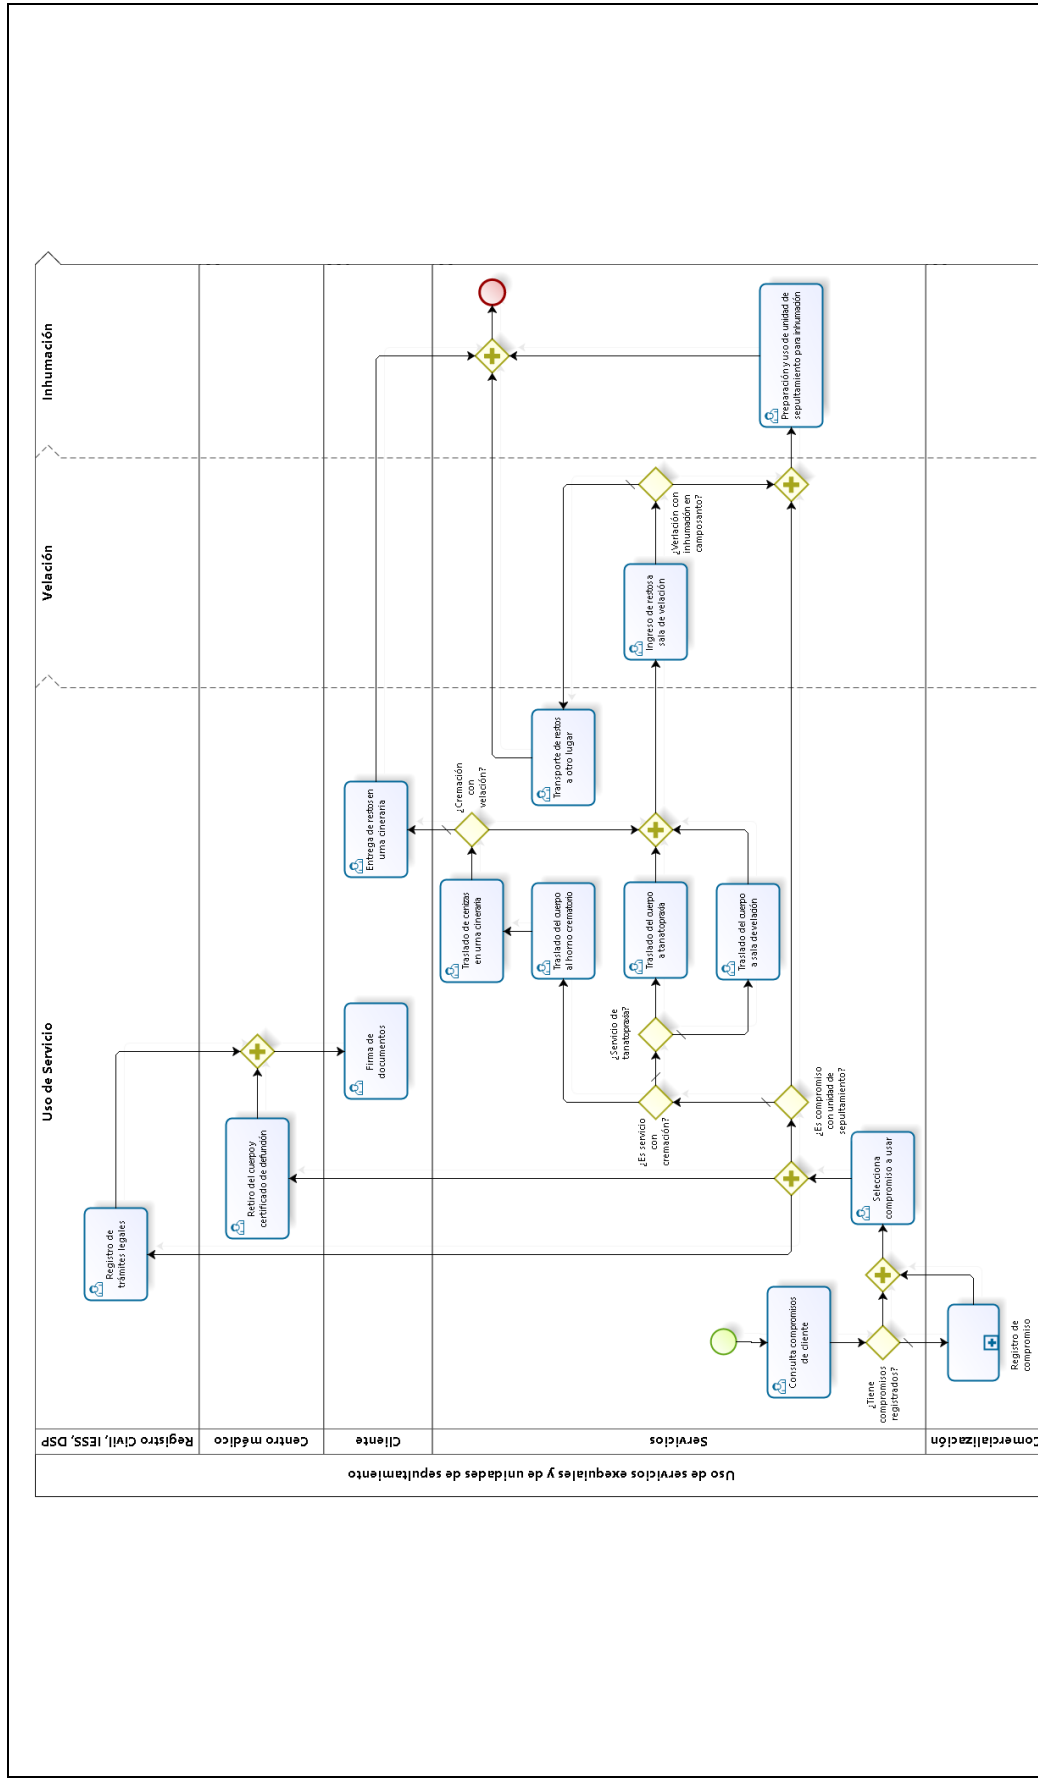 Uso de servicios exequiales y de unidades de sepultamiento
Registro Civil, IESS, DSP
Centro médico
Cliente
Servicios
Comercialización
Uso de Servicio
Velación
Inhumación
Registro de
trámites legales
Retiro del cuerpo y
certificado de defunción
Firma de
documentos
Entrega de restos en
urna cineraria
Traslado de cenizas
en urna cineraria
¿Cremación
con
velación?
Traslado del cuerpo
al horno crematorio
Transporte de restos
a otro lugar
¿Es servicio
con
cremación?
¿Servicio de
tanatopraxia?
Traslado del cuerpo
a tanatopraxia
Ingreso de restos a
sala de velación
¿Verlación con
inhumación en
camposanto?
Traslado del cuerpo
a sala de velación
Consulta compromisos
de cliente
¿Es compromiso
con unidad de
sepultamiento?
Preparación y uso de unidad de
sepultamiento para inhumación
¿Tiene
compromisos
registrados?
Selecciona
compromiso a usar
Registro de
compromiso